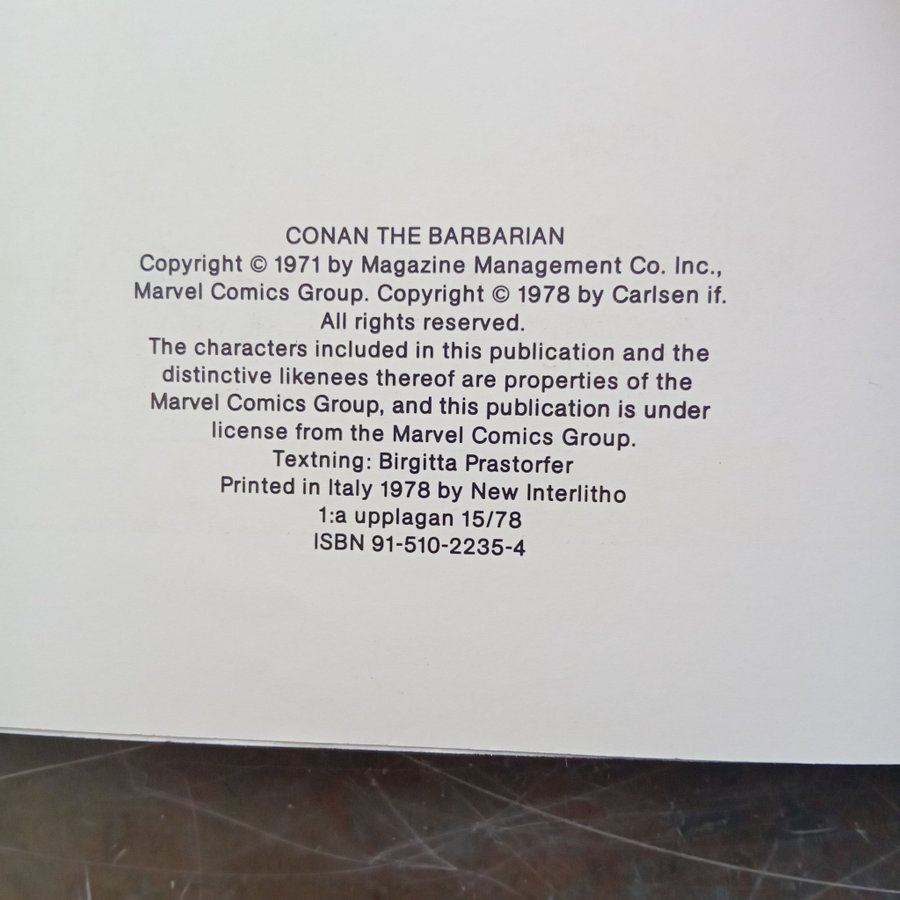 CONAN THE BARBARIAN
Copyright © 1971 by Magazine Management Co. Inc.,
Marvel Comics Group. Copyright © 1978 by Carlsen if.
All rights reserved.
The characters included in this publication and the
distinctive likenees thereof are properties of the
Marvel Comics Group, and this publication is under
license from the Marvel Comics Group.
Textning: Birgitta Prastorfer
Printed in Italy 1978 by New Interlitho
1:a upplagan 15/78
ISBN 91-510-2235-4